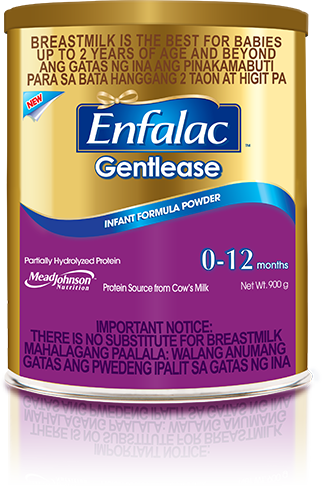 BREASTMILK IS THE BEST FOR BABIES
UP TO 2 YEARS OF AGE AND BEYOND
ANG GATAS NG INA ANG PINAKAMABUTI
PARA SA BATA HANGGANG 2 TAON AT HIGIT PA
NEW
Enfalac™
Gentlease
INFANT FORMULA POWDER
Partially Hydrolyzed Protein
0-12 months
MeadJohnson
Nutrition
Protein Source from Cow's Milk
Net Wt. 900 g
IMPORTANT NOTICE:
THERE IS NO SUBSTITUTE FOR BREASTMILK
MAHALAGANG PAALALA: WALANG ANUMANG
GATAS ANG PWEDENG IPALIT SA GATAS NG INA